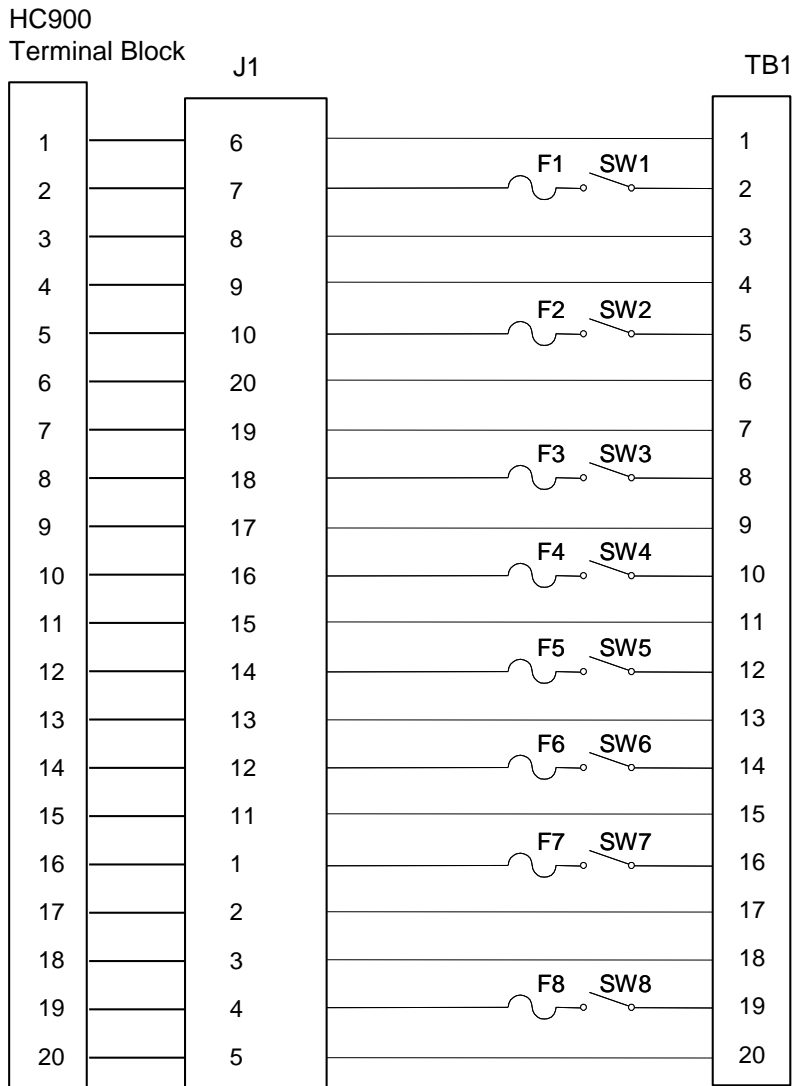 HC900
Terminal Block
J1
TB1
1 6 1
F1 SW1
2 7 2
3 8 3
4 9 4
F2 SW2
5 10 5
6 20 6
7 19 7
F3 SW3
8 18 8
9 17 9
F4 SW4
10 16 10
11 15 11
F5 SW5
12 14 12
13 13 13
F6 SW6
14 12 14
15 11 15
F7 SW7
16 1 16
17 2 17
18 3 18
F8 SW8
19 4 19
20 5 20